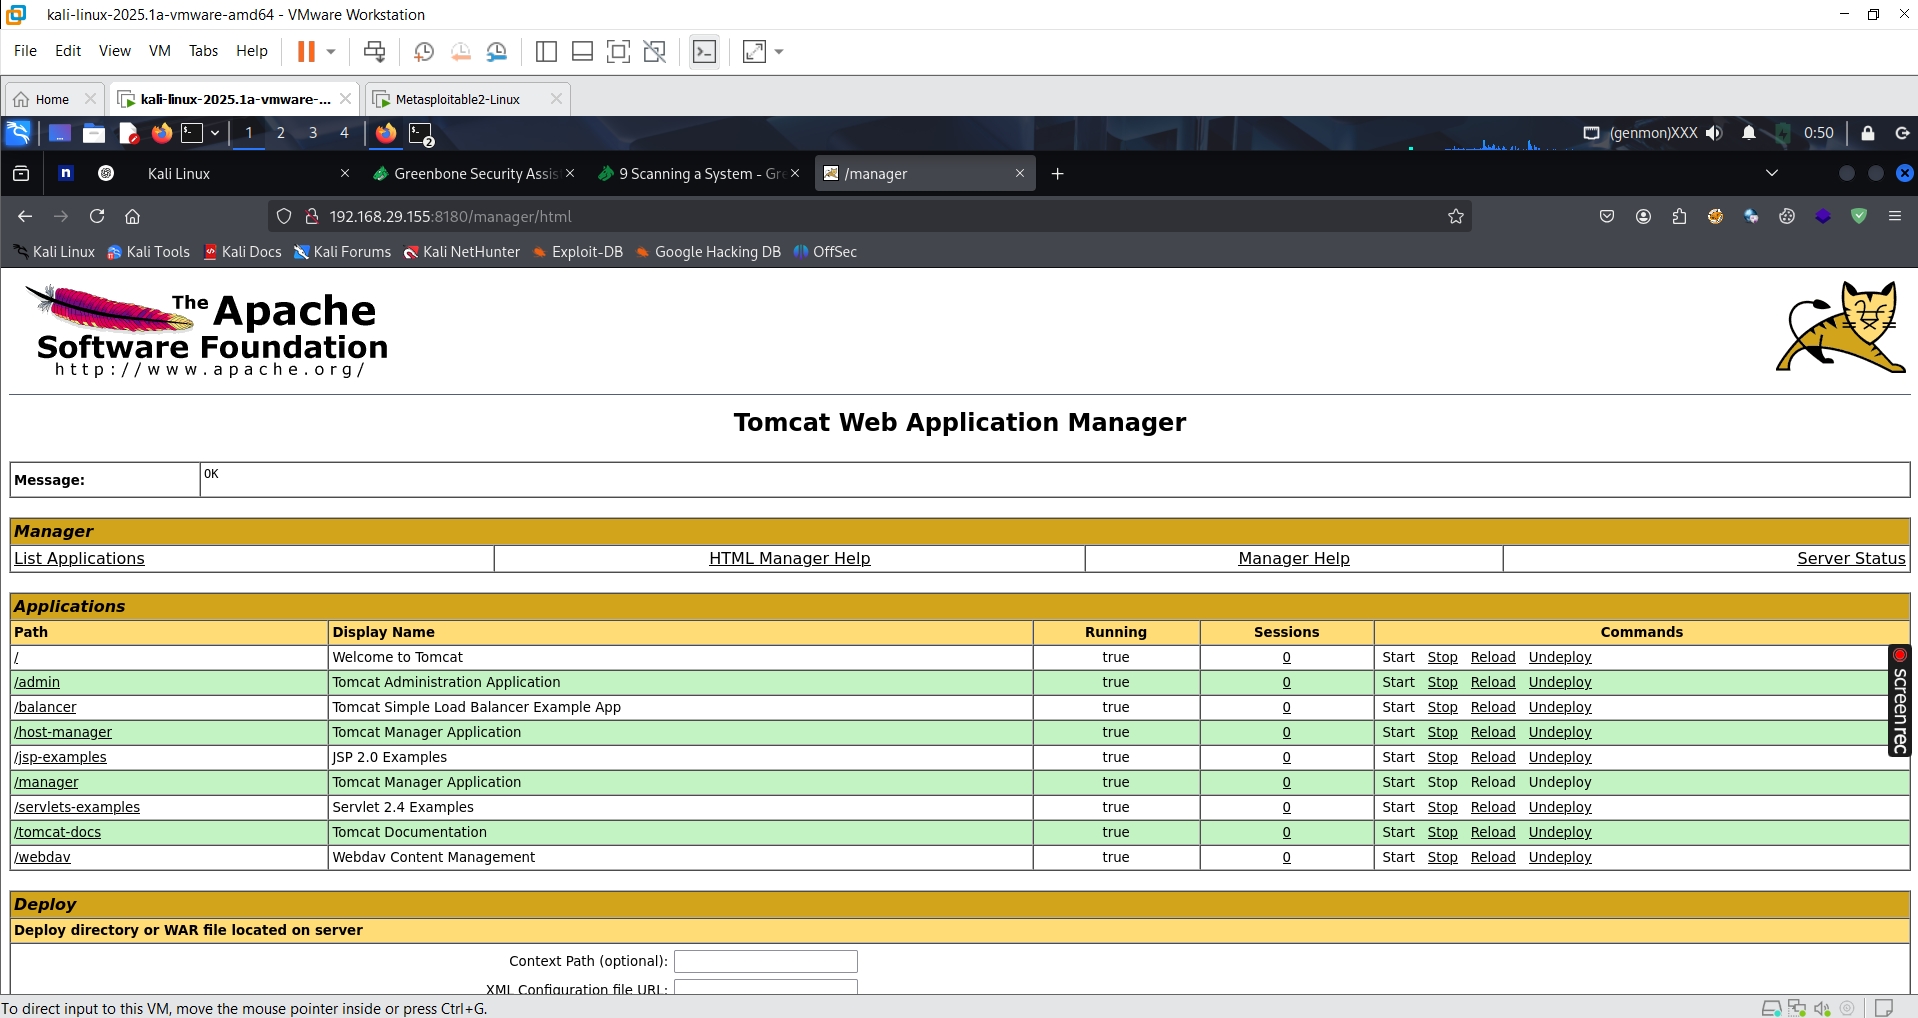 kali-linux-2025.1a-vmware-amd64 - VMware Workstation
File Edit View VM Tabs Help
Home kali-linux-2025.1a-vmware-... Metasploitable2-Linux
1 2 3 4 2 (genmon)XXX 0:50
n Kali Linux Greenbone Security Assis 9 Scanning a System - Gre /manager
192.168.29.155:8180/manager/html
Kali Linux Kali Tools Kali Docs Kali Forums Kali NetHunter Exploit-DB Google Hacking DB OffSec
The Apache
Software Foundation
http://www.apache.org/
Tomcat Web Application Manager
Message: OK
Manager
List Applications HTML Manager Help Manager Help Server Status
Applications
Path Display Name Running Sessions Commands
/ Welcome to Tomcat true 0 Start Stop Reload Undeploy
/admin Tomcat Administration Application true 0 Start Stop Reload Undeploy
/balancer Tomcat Simple Load Balancer Example App true 0 Start Stop Reload Undeploy
/host-manager Tomcat Manager Application true 0 Start Stop Reload Undeploy
/jsp-examples JSP 2.0 Examples true 0 Start Stop Reload Undeploy
/manager Tomcat Manager Application true 0 Start Stop Reload Undeploy
/servlets-examples Servlet 2.4 Examples true 0 Start Stop Reload Undeploy
/tomcat-docs Tomcat Documentation true 0 Start Stop Reload Undeploy
/webdav Webdav Content Management true 0 Start Stop Reload Undeploy
screenrec
Deploy
Deploy directory or WAR file located on server
Context Path (optional):
XML Configuration file URL:
To direct input to this VM, move the mouse pointer inside or press Ctrl+G.